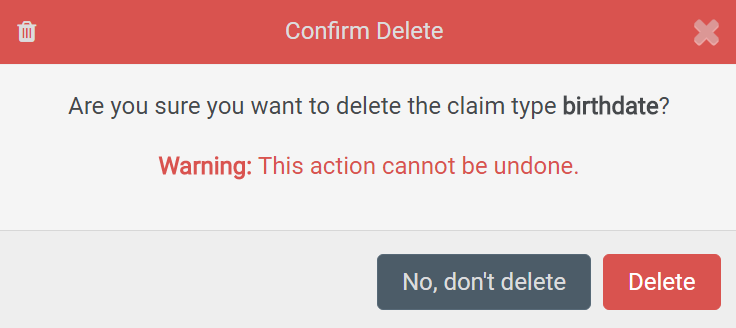 Confirm Delete
Are you sure you want to delete the claim type birthdate?
Warning: This action cannot be undone.
No, don't delete
Delete